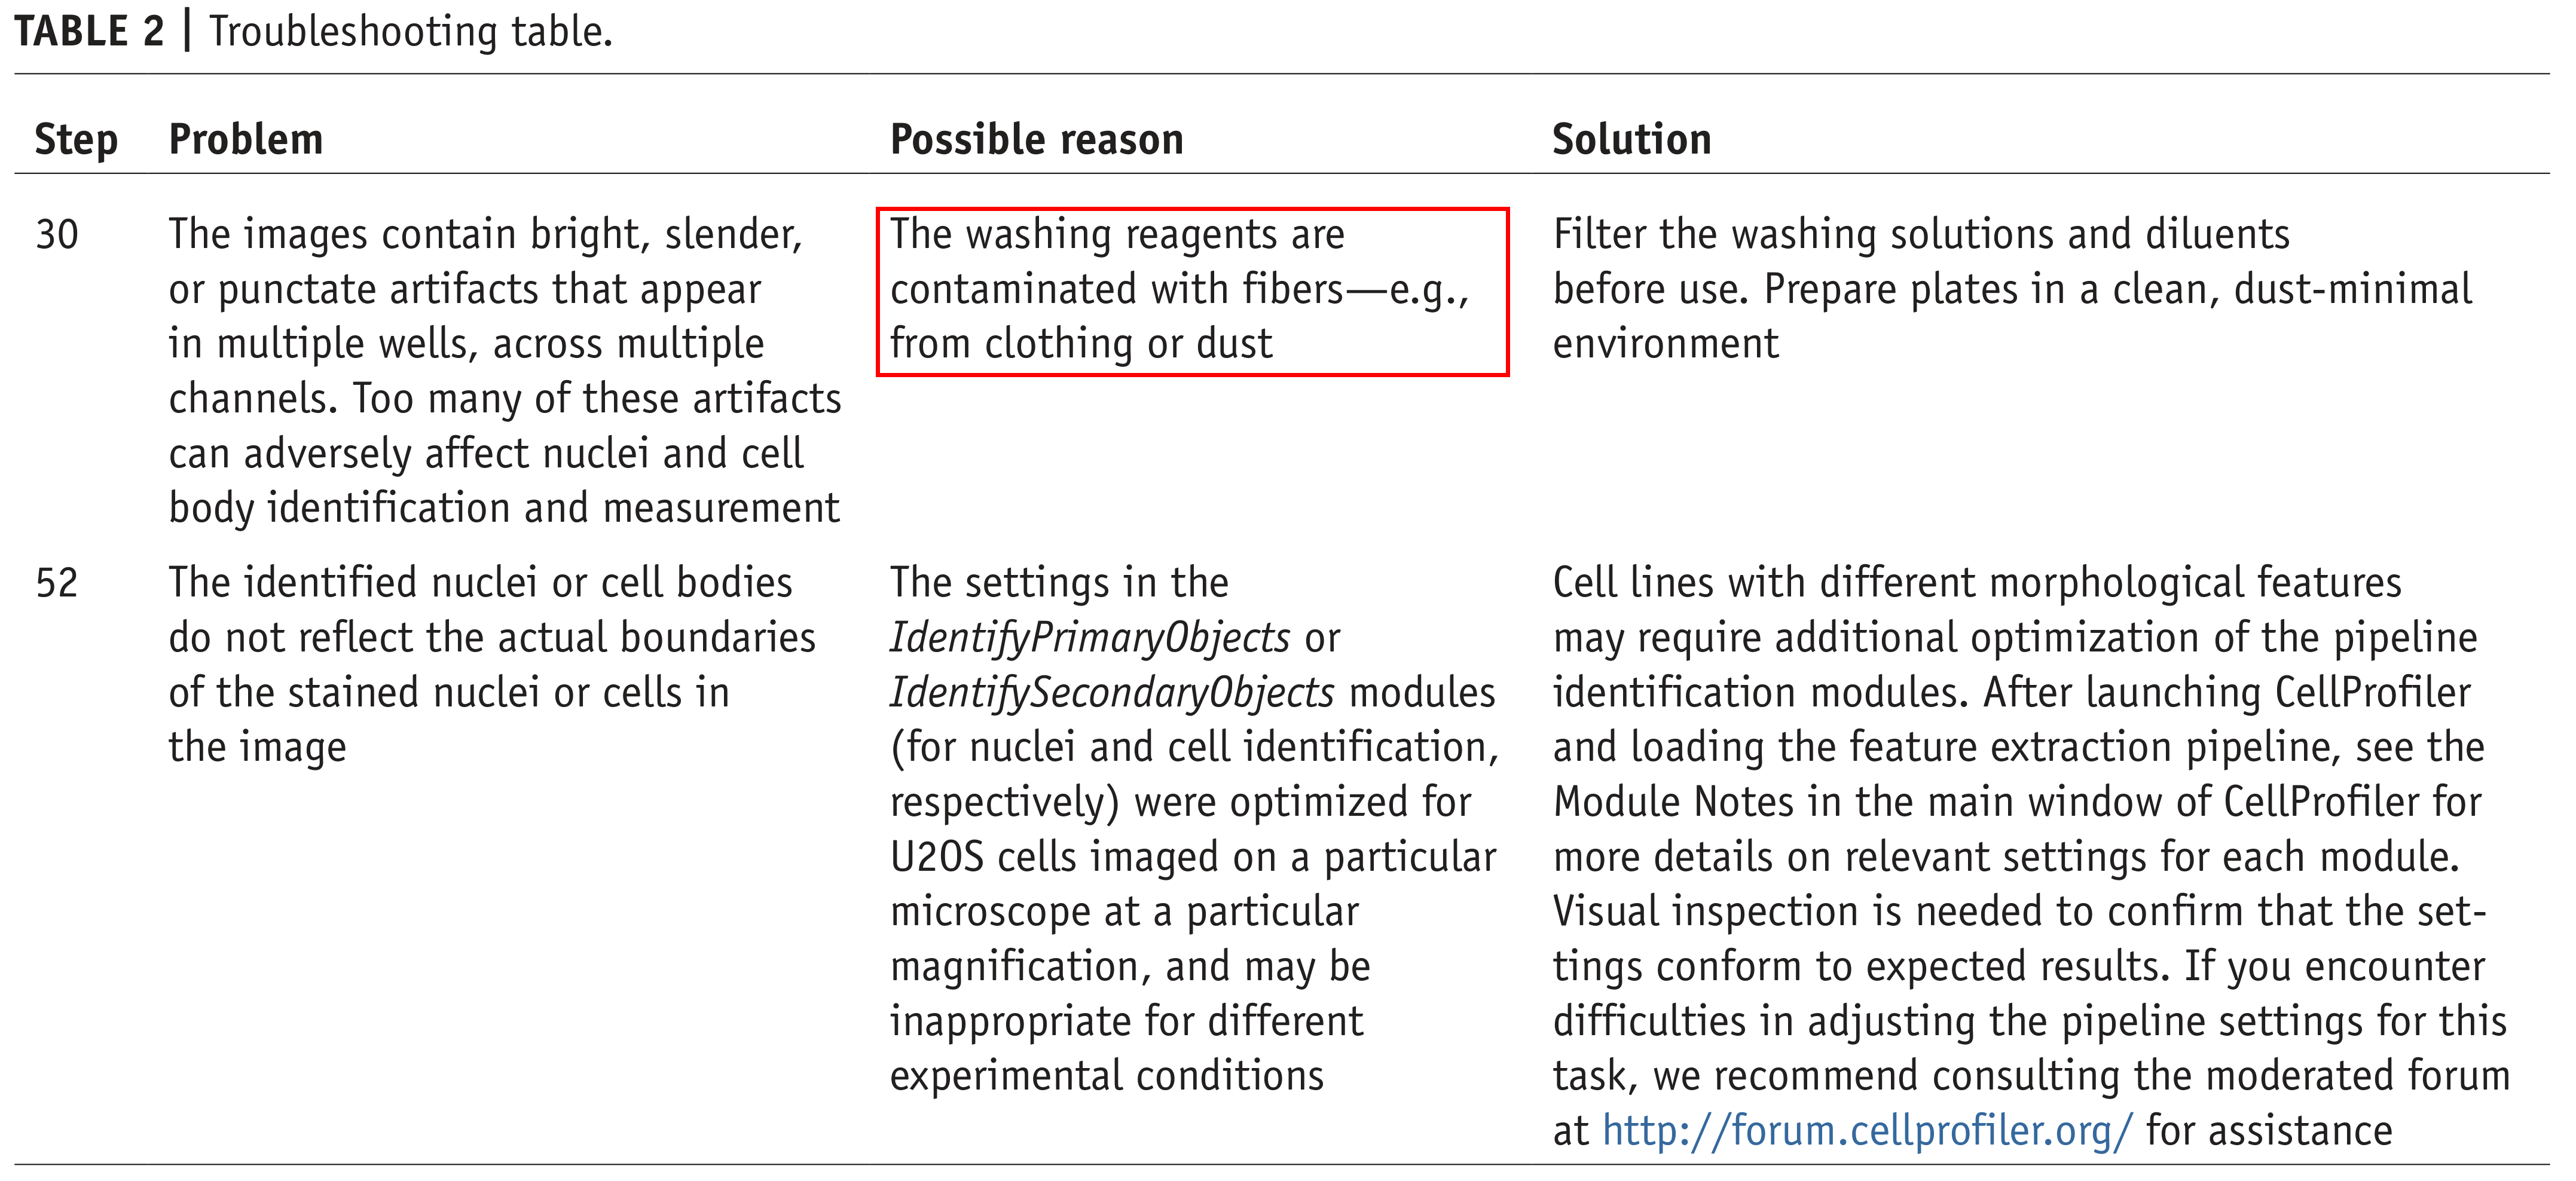 TABLE 2 | Troubleshooting table.
Step Problem Possible reason Solution
30
The images contain bright, slender,
or punctate artifacts that appear
in multiple wells, across multiple
channels. Too many of these artifacts
can adversely affect nuclei and cell
body identification and measurement
The washing reagents are
contaminated with fibers—e.g.,
from clothing or dust
Filter the washing solutions and diluents
before use. Prepare plates in a clean, dust-minimal
environment
52
The identified nuclei or cell bodies
do not reflect the actual boundaries
of the stained nuclei or cells in
the image
The settings in the
IdentifyPrimaryObjects or
IdentifySecondaryObjects modules
(for nuclei and cell identification,
respectively) were optimized for
U2OS cells imaged on a particular
microscope at a particular
magnification, and may be
inappropriate for different
experimental conditions
Cell lines with different morphological features
may require additional optimization of the pipeline
identification modules. After launching CellProfiler
and loading the feature extraction pipeline, see the
Module Notes in the main window of CellProfiler for
more details on relevant settings for each module.
Visual inspection is needed to confirm that the set-
tings conform to expected results. If you encounter
difficulties in adjusting the pipeline settings for this
task, we recommend consulting the moderated forum
at http://forum.cellprofiler.org/ for assistance